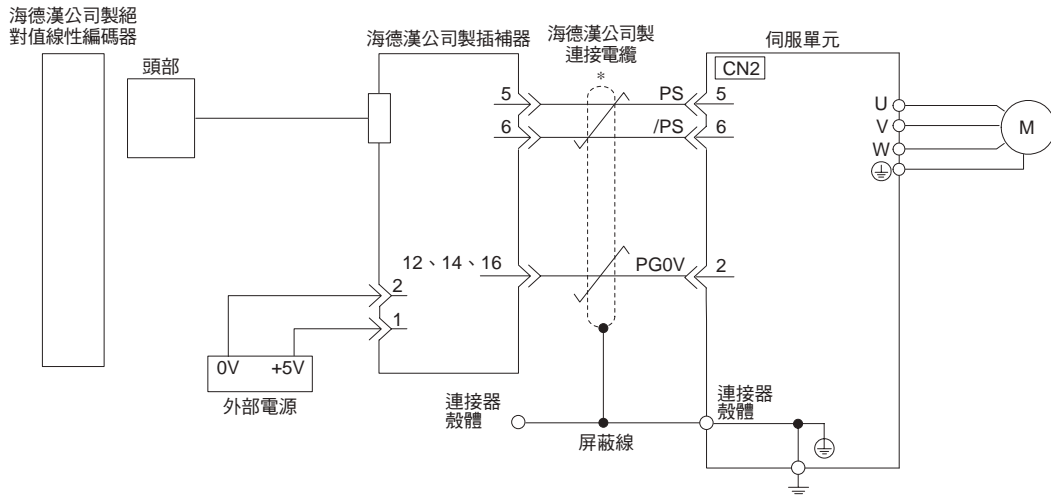 海德漢公司製絕
對值線性編碼器
頭部
海德漢公司製插補器
海德漢公司製
連接電纜
*
伺服單元
CN2
5
PS
5
6
/PS
6
U
V
W
M
12、14、16
PG0V
2
2
1
0V
+5V
外部電源
連接器
殼體
屏蔽線
連接器
殼體